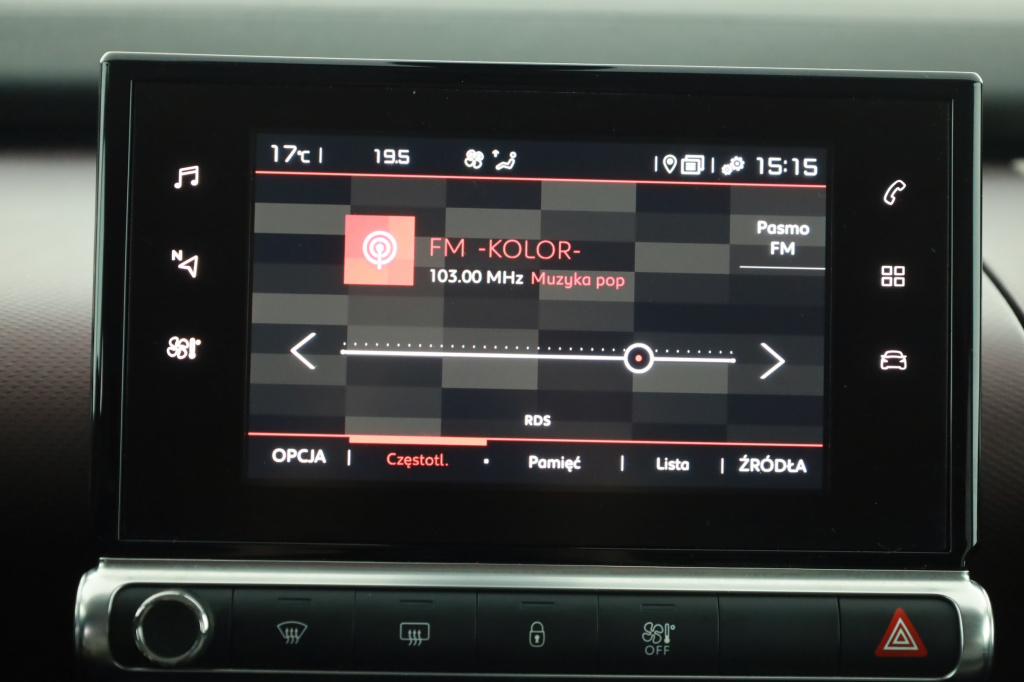 17°C 19.5 15:15
N
Pasmo
FM
FM -KOLOR-
103.00 MHz Muzyka pop
RDS
OPCJA Częstotl. Pamięć Lista ŹRÓDŁA
OFF